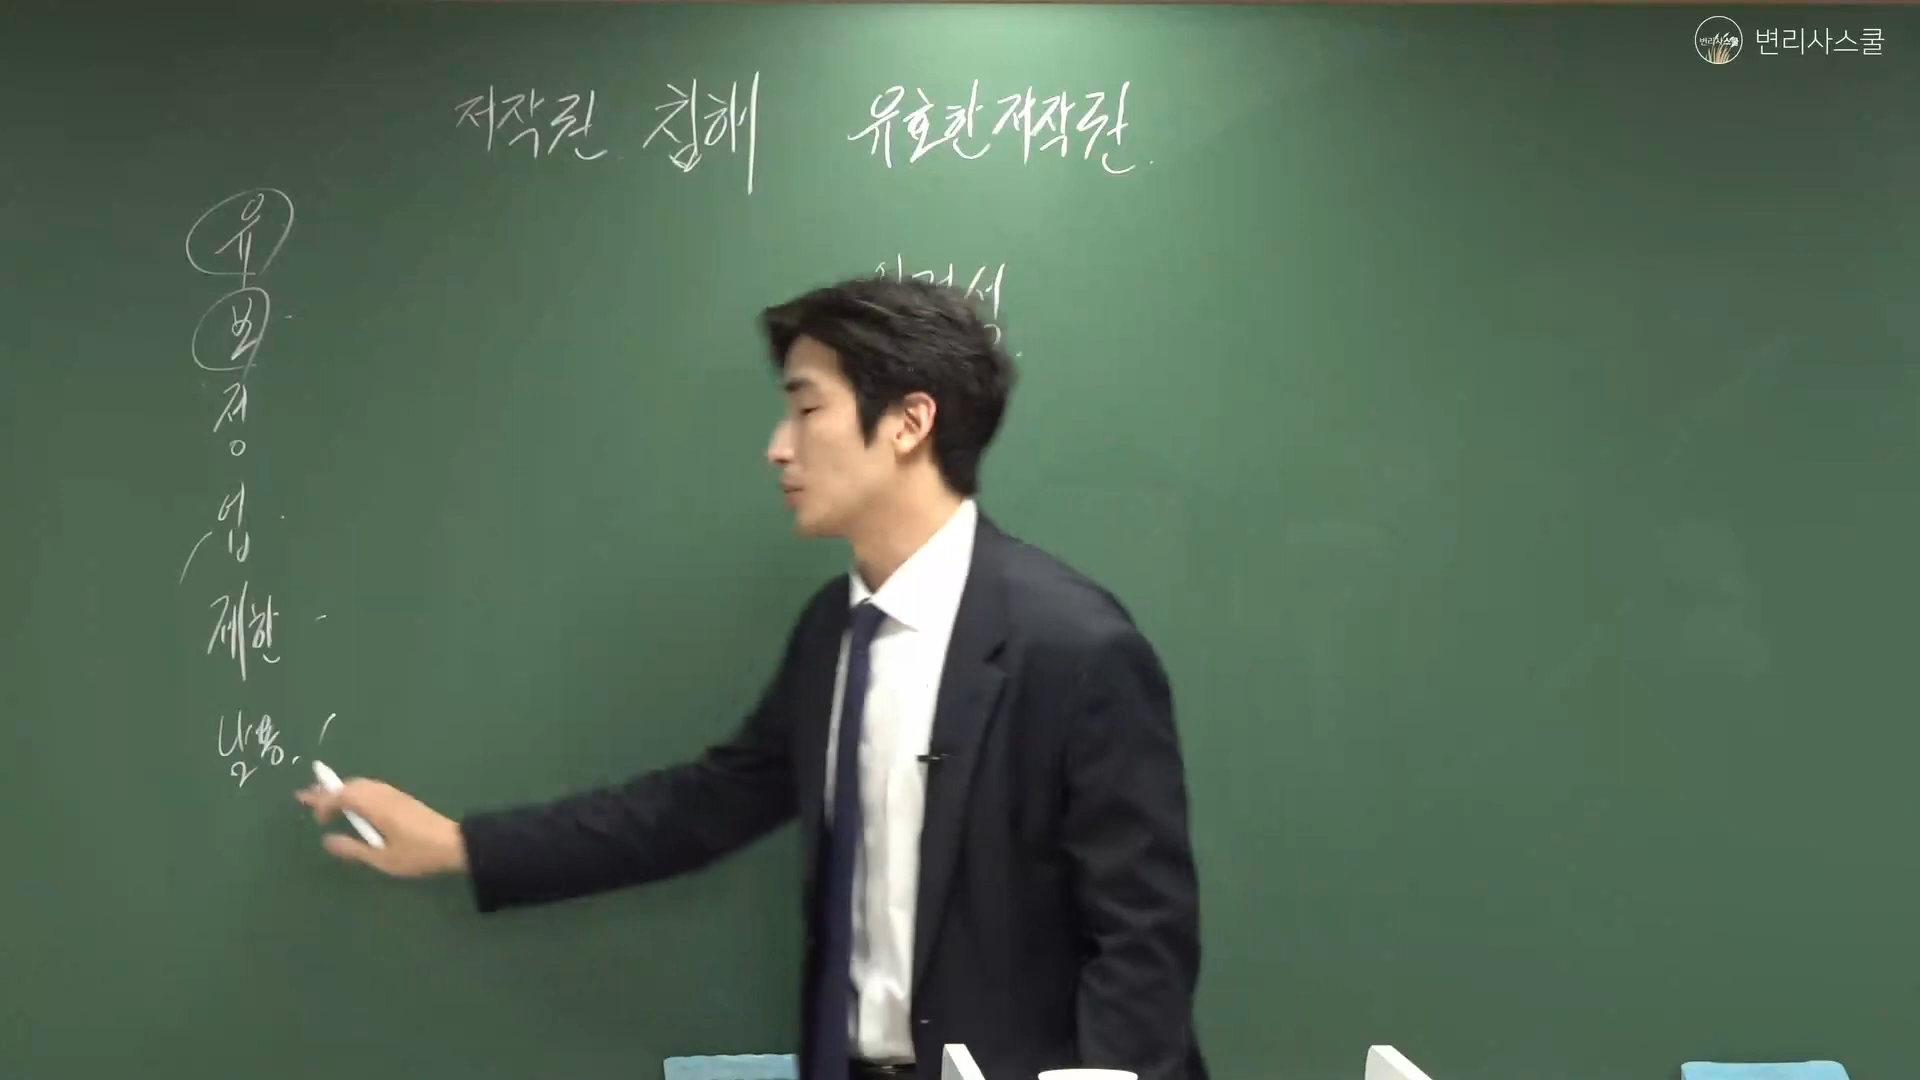 변리사스쿨
저작권 침해 유효한 저작권.
유
보
정
업
제한
남용.